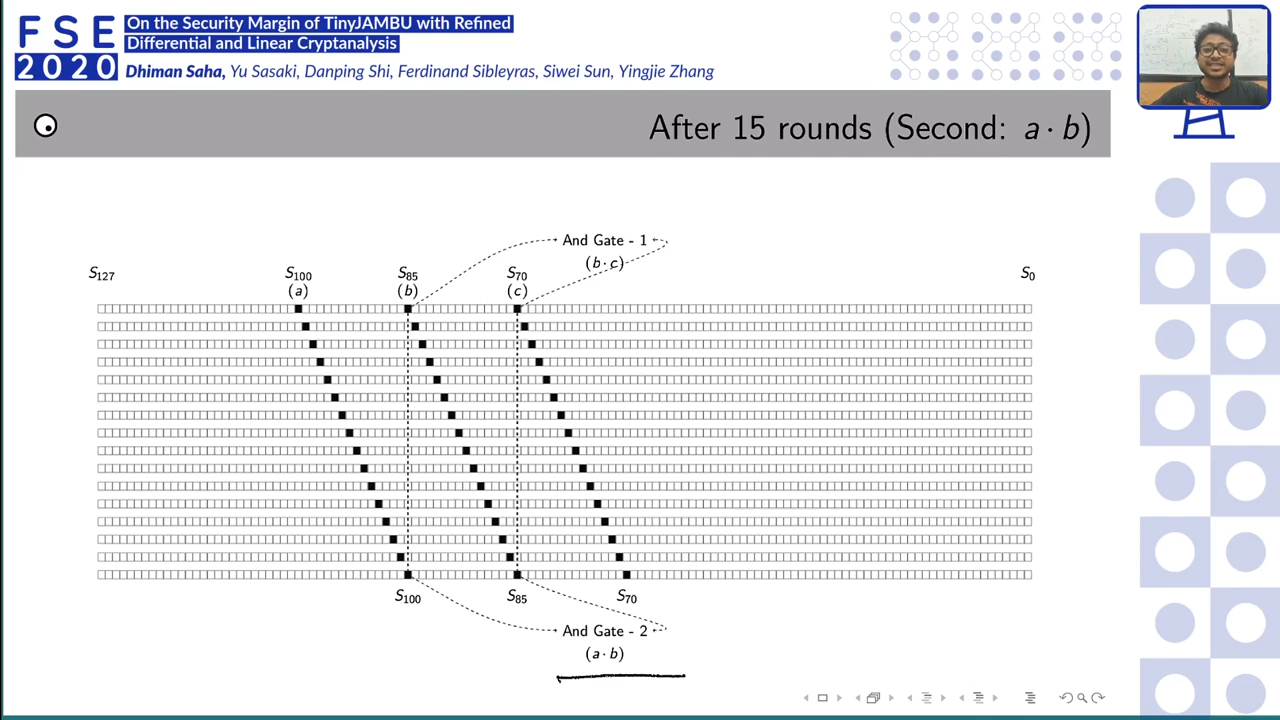 FSE 2020
On the Security Margin of TinyJAMBU with Refined
Differential and Linear Cryptanalysis
Dhiman Saha, Yu Sasaki, Danping Shi, Ferdinand Sibleyras, Siwei Sun, Yingjie Zhang
After 15 rounds (Second: a · b)
And Gate - 1
(b · c)
S127 S100 S85 S70 S0
(a) (b) (c)
S100 S85 S70
And Gate - 2
(a · b)